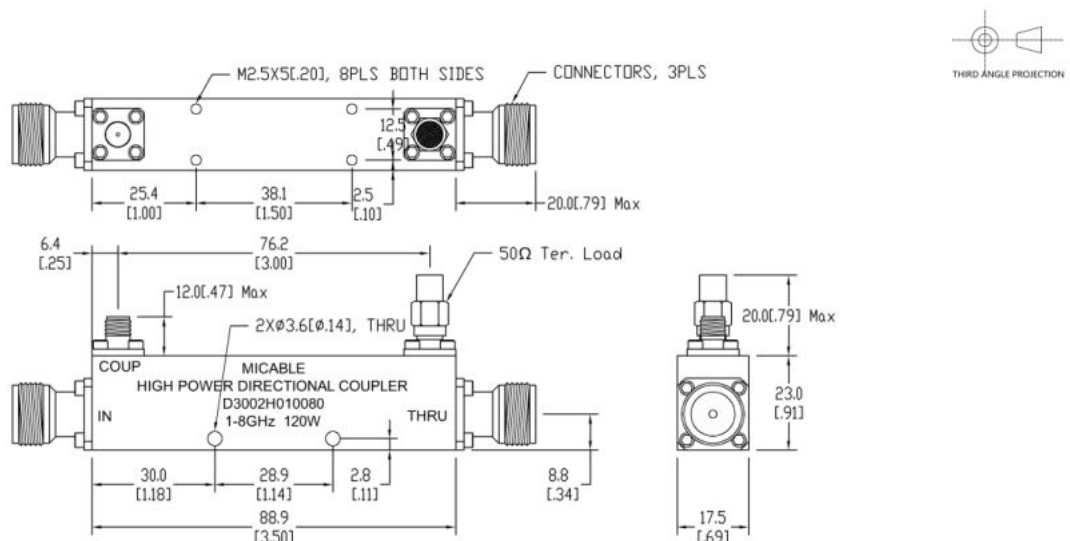 THIRD ANGLE PROJECTION
M2.5X5[.20], 8PLS BOTH SIDES
CONNECTORS, 3PLS
12.5
[.49]
25.4
[1.00]
38.1
[1.50]
2.5
[.10]
20.0[.79] Max
6.4
[.25]
76.2
[3.00]
50Ω Ter. Load
12.0[.47] Max
2XØ3.6[Ø.14], THRU
20.0[.79] Max
COUP
MICABLE
HIGH POWER DIRECTIONAL COUPLER
D3002H010080
IN
THRU
1-8GHz 120W
23.0
[.91]
30.0
[1.18]
28.9
[1.14]
2.8
[.11]
8.8
[.34]
88.9
[3.50]
17.5
[.69]